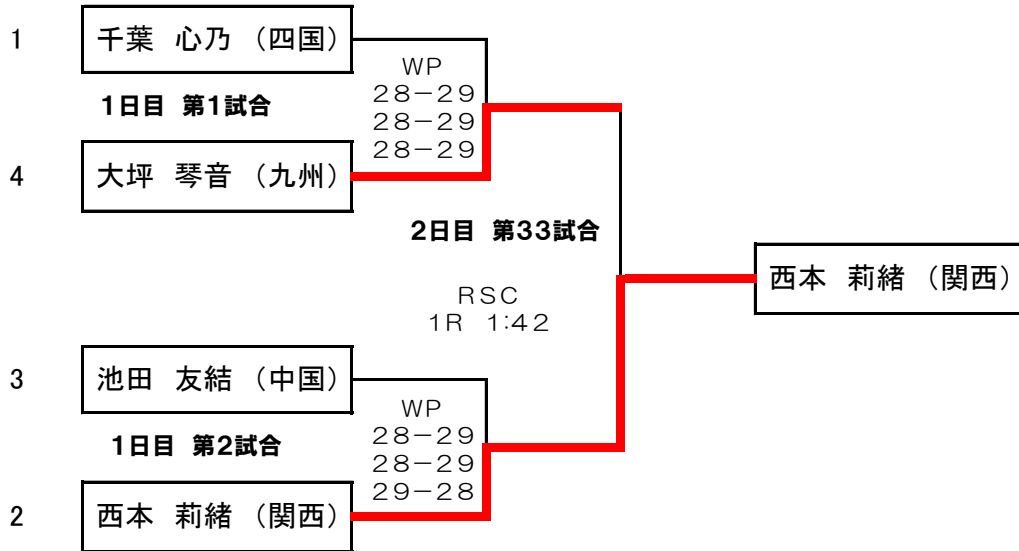 1
千葉 心乃 (四国)
WP
28-29
28-29
28-29
1日目 第1試合
4
大坪 琴音 (九州)
2日目 第33試合
RSC
1R 1:42
西本 莉緒 (関西)
3
池田 友結 (中国)
WP
28-29
28-29
29-28
1日目 第2試合
2
西本 莉緒 (関西)